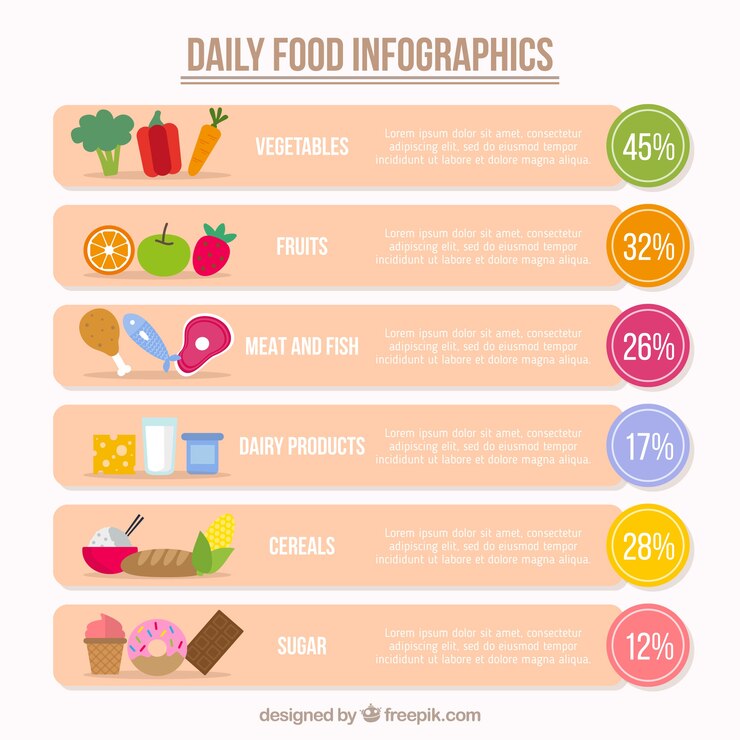 DAILY FOOD INFOGRAPHICS
VEGETABLES
Lorem ipsum dolor sit amet, consectetur
adipiscing elit, sed do eiusmod tempor
incididunt ut labore et dolore magna aliqua.
45%
FRUITS
Lorem ipsum dolor sit amet, consectetur
adipiscing elit, sed do eiusmod tempor
incididunt ut labore et dolore magna aliqua.
32%
MEAT AND FISH
Lorem ipsum dolor sit amet, consectetur
adipiscing elit, sed do eiusmod tempor
incididunt ut labore et dolore magna aliqua.
26%
DAIRY PRODUCTS
Lorem ipsum dolor sit amet, consectetur
adipiscing elit, sed do eiusmod tempor
incididunt ut labore et dolore magna aliqua.
17%
CEREALS
Lorem ipsum dolor sit amet, consectetur
adipiscing elit, sed do eiusmod tempor
incididunt ut labore et dolore magna aliqua.
28%
SUGAR
Lorem ipsum dolor sit amet, consectetur
adipiscing elit, sed do eiusmod tempor
incididunt ut labore et dolore magna aliqua.
12%
designed by freepik.com